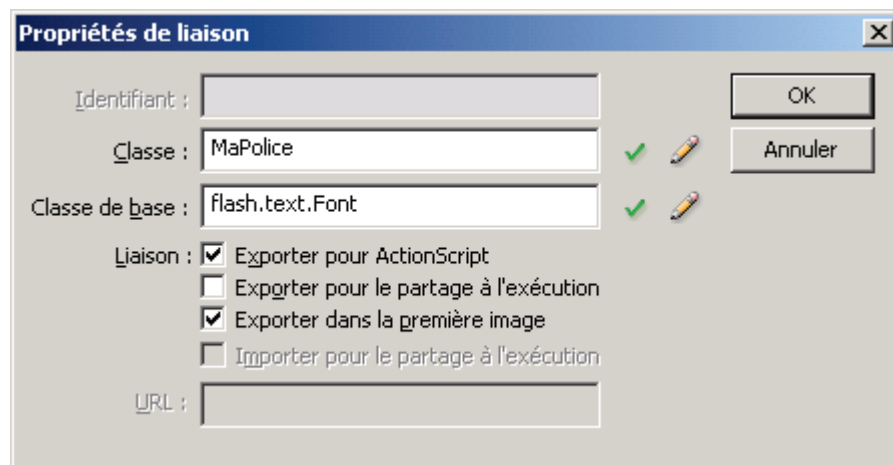 Propriétés de liaison
Identifiant :
OK
Classe : MaPolice
Annuler
Classe de base : flash.text.Font
Liaison : Exporter pour ActionScript
Exporter pour le partage à l'exécution
Exporter dans la première image
Importer pour le partage à l'exécution
URL :